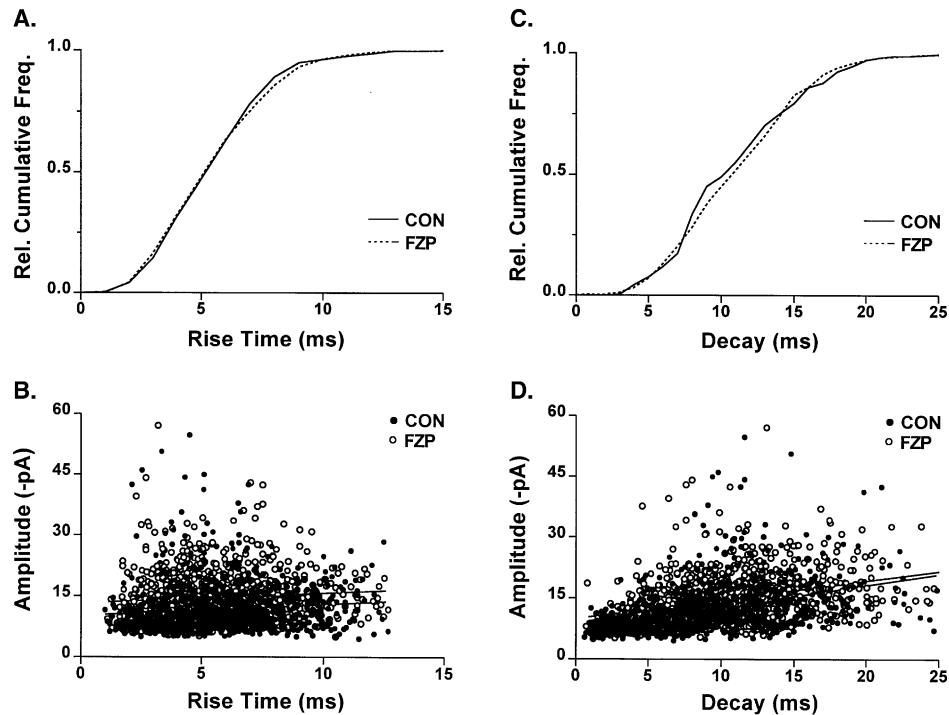 A.
1.0
0.5
0.0
Rel. Cumulative Freq.
CON
FZP
0 5 10 15
Rise Time (ms)
C.
1.0
0.5
0.0
Rel. Cumulative Freq.
CON
FZP
0 5 10 15 20 25
Decay (ms)
B.
60
45
30
15
0
Amplitude (-pA)
CON
FZP
0 5 10 15
Rise Time (ms)
D.
60
45
30
15
0
Amplitude (-pA)
CON
FZP
0 5 10 15 20 25
Decay (ms)